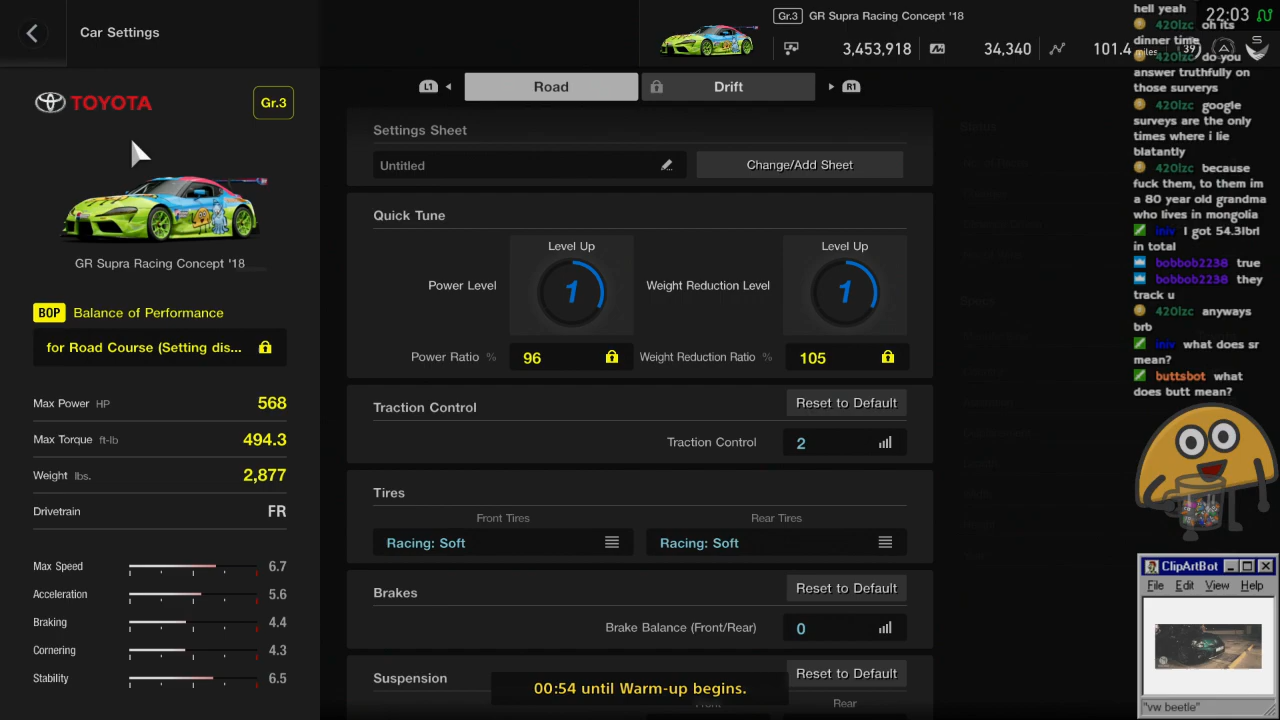 Car Settings
Gr.3 GR Supra Racing Concept '18
3,453,918
34,340
101.4 miles
39
A
S
22:03
TOYOTA
Gr.3
GR Supra Racing Concept '18
BOP Balance of Performance
for Road Course (Setting dis...
Max Power HP 568
Max Torque ft-lb 494.3
Weight lbs. 2,877
Drivetrain FR
Max Speed 6.7
Acceleration 5.6
Braking 4.4
Cornering 4.3
Stability 6.5
L1 Road Drift R1
Settings Sheet
Untitled Change/Add Sheet
Quick Tune
Level Up Level Up
Power Level 1 Weight Reduction Level 1
Power Ratio % 96 Weight Reduction Ratio % 105
Traction Control Reset to Default
Traction Control 2
Tires
Front Tires Rear Tires
Racing: Soft Racing: Soft
Brakes Reset to Default
Brake Balance (Front/Rear) 0
Suspension Reset to Default
Front Rear
00:54 until Warm-up begins.
hell yeah
420lzc oh its
dinner time
420lzc do you
answer truthfully on
those surverys
420lzc google
surveys are the only
times where i lie
blatantly
420lzc because
fuck them, to them im
a 80 year old grandma
who lives in mongolia
iniv I got 54.3lbrl
in total
bobbob2238 true
bobbob2238 they
track u
420lzc anyways
brb
iniv what does sr
mean?
buttsbot what
does butt mean?
ClipArtBot
File Edit View Help
"vw beetle"